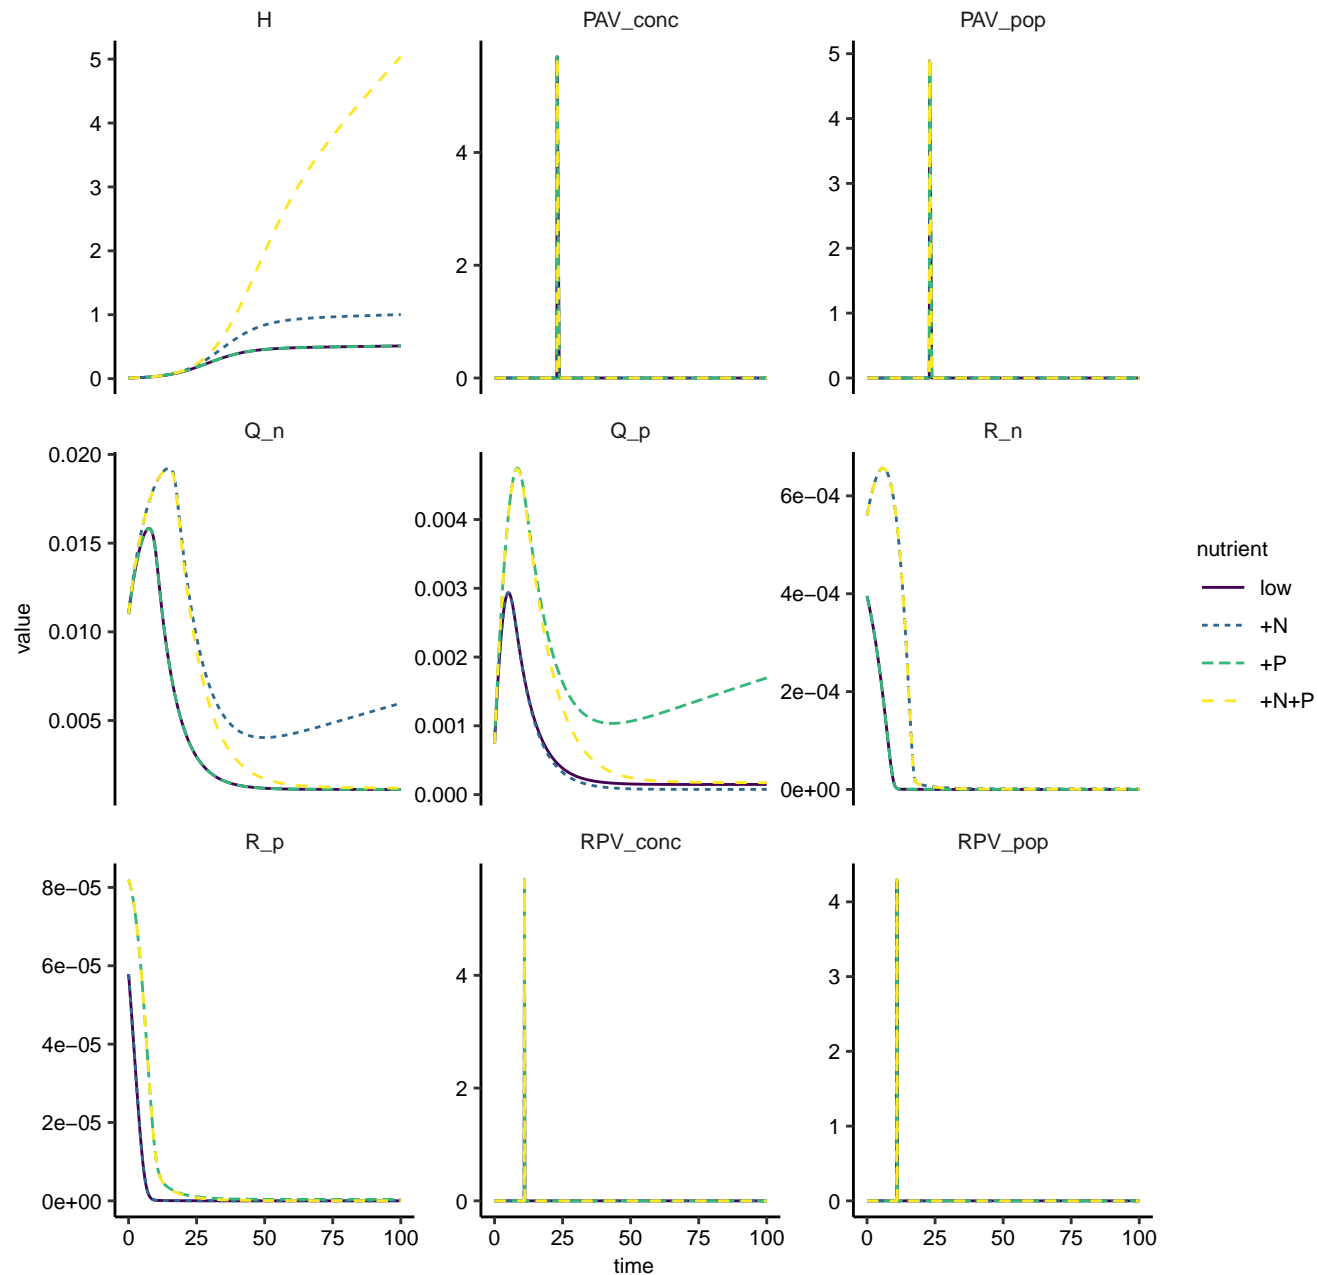 H
PAV_conc
PAV_pop
5
4
3
2
1
0
4
2
0
5
4
3
2
1
0
Q_n
Q_p
R_n
0.020
0.015
0.010
0.005
0.004
0.003
0.002
0.001
0.000
6e−04
4e−04
2e−04
0e+00
value
nutrient
low
+N
+P
+N+P
R_p
RPV_conc
RPV_pop
8e−05
6e−05
4e−05
2e−05
0e+00
4
2
0
4
3
2
1
0
0 25 50 75 100
0 25 50 75 100
0 25 50 75 100
time